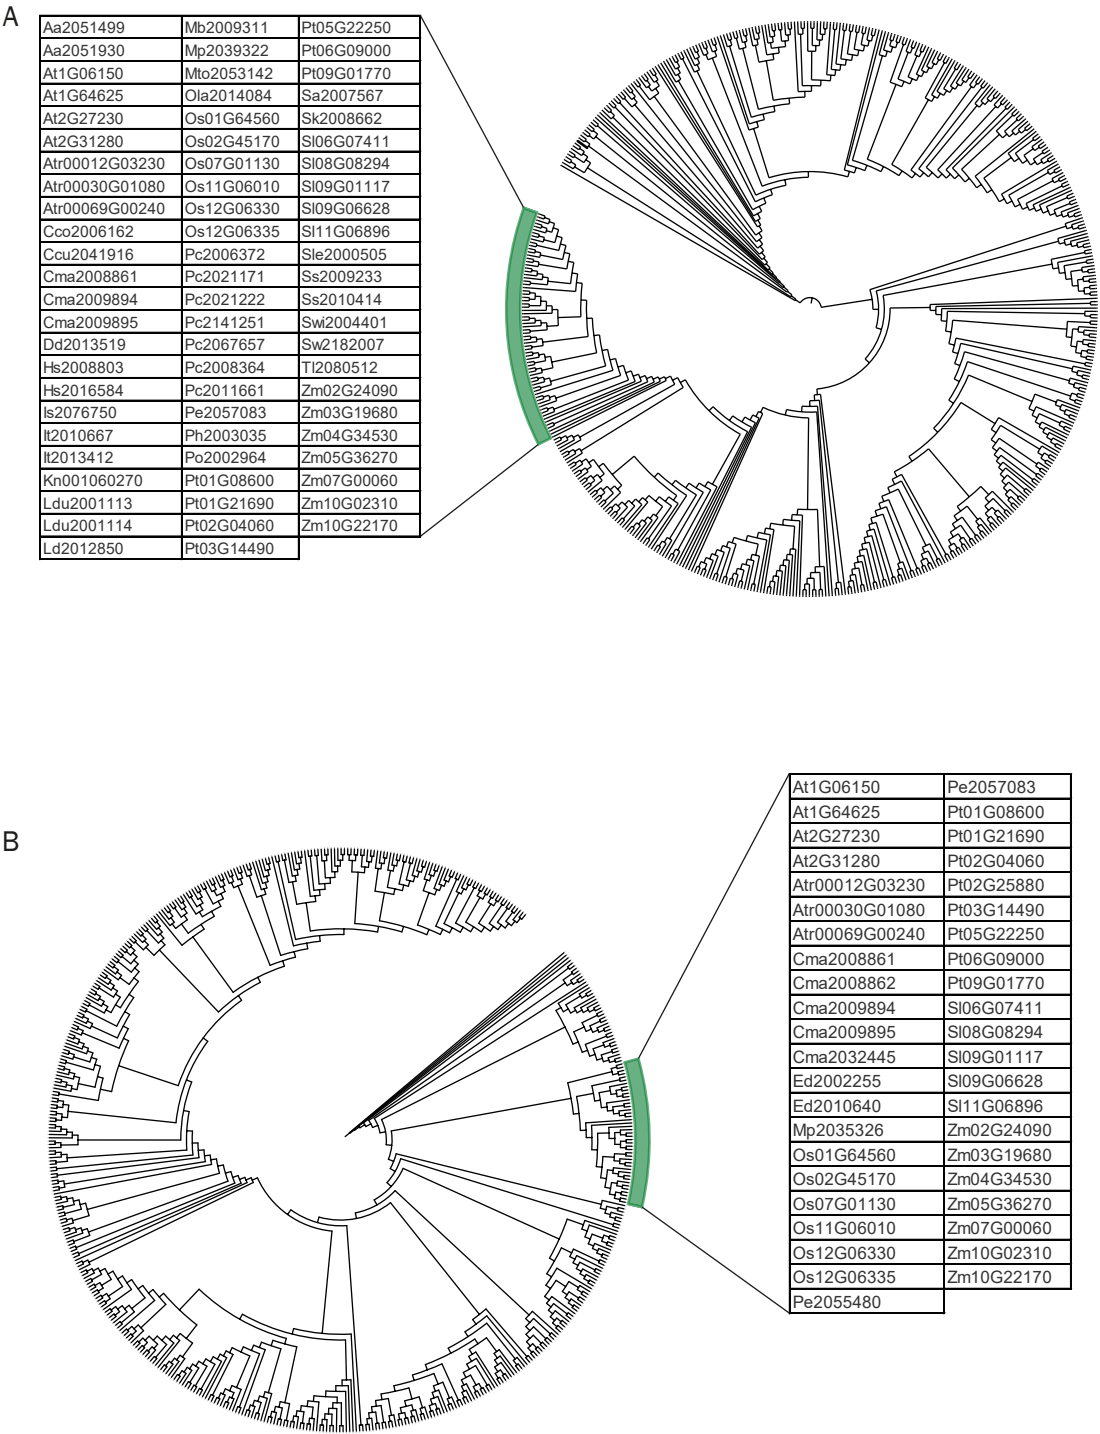 A
Aa2051499 Mb2009311 Pt05G22250
Aa2051930 Mp2039322 Pt06G09000
At1G06150 Mto2053142 Pt09G01770
At1G64625 Ola2014084 Sa2007567
At2G27230 Os01G64560 Sk2008662
At2G31280 Os02G45170 Sl06G07411
Atr00012G03230 Os07G01130 Sl08G08294
Atr00030G01080 Os11G06010 Sl09G01117
Atr00069G00240 Os12G06330 Sl09G06628
Cco2006162 Os12G06335 Sl11G06896
Ccu2041916 Pc2006372 Sle2000505
Cma2008861 Pc2021171 Ss2009233
Cma2009894 Pc2021222 Ss2010414
Cma2009895 Pc2141251 Swi2004401
Dd2013519 Pc2067657 Sw2182007
Hs2008803 Pc2008364 Tl2080512
Hs2016584 Pc2011661 Zm02G24090
Is2076750 Pe2057083 Zm03G19680
It2010667 Ph2003035 Zm04G34530
It2013412 Po2002964 Zm05G36270
Kn001060270 Pt01G08600 Zm07G00060
Ldu2001113 Pt01G21690 Zm10G02310
Ldu2001114 Pt02G04060 Zm10G22170
Ld2012850 Pt03G14490
B
At1G06150 Pe2057083
At1G64625 Pt01G08600
At2G27230 Pt01G21690
At2G31280 Pt02G04060
Atr00012G03230 Pt02G25880
Atr00030G01080 Pt03G14490
Atr00069G00240 Pt05G22250
Cma2008861 Pt06G09000
Cma2008862 Pt09G01770
Cma2009894 Sl06G07411
Cma2009895 Sl08G08294
Cma2032445 Sl09G01117
Ed2002255 Sl09G06628
Ed2010640 Sl11G06896
Mp2035326 Zm02G24090
Os01G64560 Zm03G19680
Os02G45170 Zm04G34530
Os07G01130 Zm05G36270
Os11G06010 Zm07G00060
Os12G06330 Zm10G02310
Os12G06335 Zm10G22170
Pe2055480